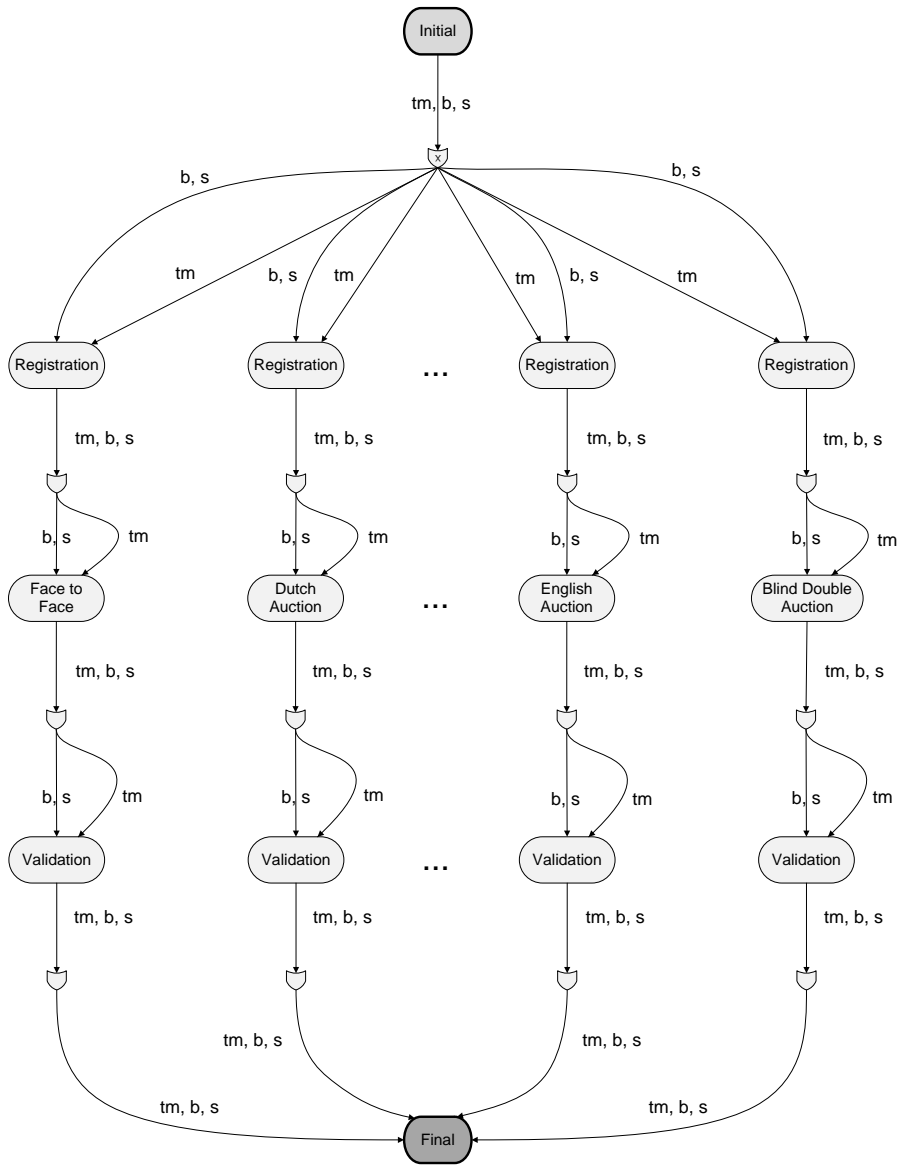 Initial
tm, b, s
x
b, s
b, s
tm
b, s
tm
tm
b, s
tm
Registration
Registration
...
Registration
Registration
tm, b, s
tm, b, s
tm, b, s
tm, b, s
b, s
tm
b, s
tm
b, s
tm
b, s
tm
Face to
Face
Dutch
Auction
...
English
Auction
Blind Double
Auction
tm, b, s
tm, b, s
tm, b, s
tm, b, s
b, s
tm
b, s
tm
b, s
tm
b, s
tm
Validation
Validation
...
Validation
Validation
tm, b, s
tm, b, s
tm, b, s
tm, b, s
tm, b, s
tm, b, s
tm, b, s
tm, b, s
Final